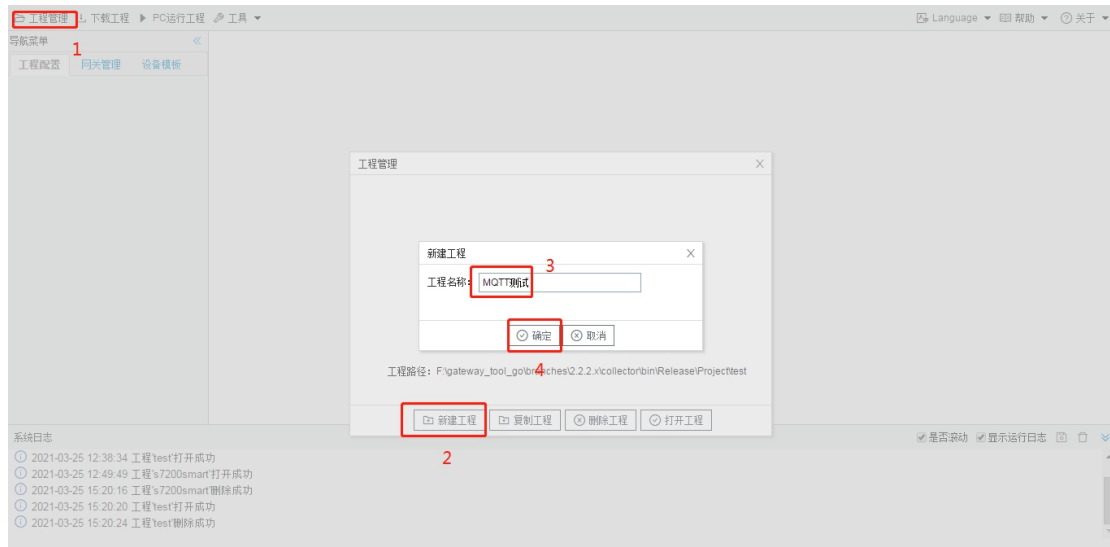 工程管理 下载工程 PC运行工程 工具 Language 帮助 关于
导航菜单
1
工程配置 网关管理 设备模板
工程管理
新建工程
3
工程名称: MQTT测试
确定 取消
4
工程路径: F:\gateway_tool_go\branches\2.2.2.x\collector\bin\Release\Project\test
新建工程 复制工程 删除工程 打开工程
2
系统日志 是否滚动 显示运行日志
2021-03-25 12:38:34 工程'test'打开成功
2021-03-25 12:49:49 工程's7200smart'打开成功
2021-03-25 15:20:16 工程's7200smart'删除成功
2021-03-25 15:20:20 工程'test'打开成功
2021-03-25 15:20:24 工程'test'删除成功